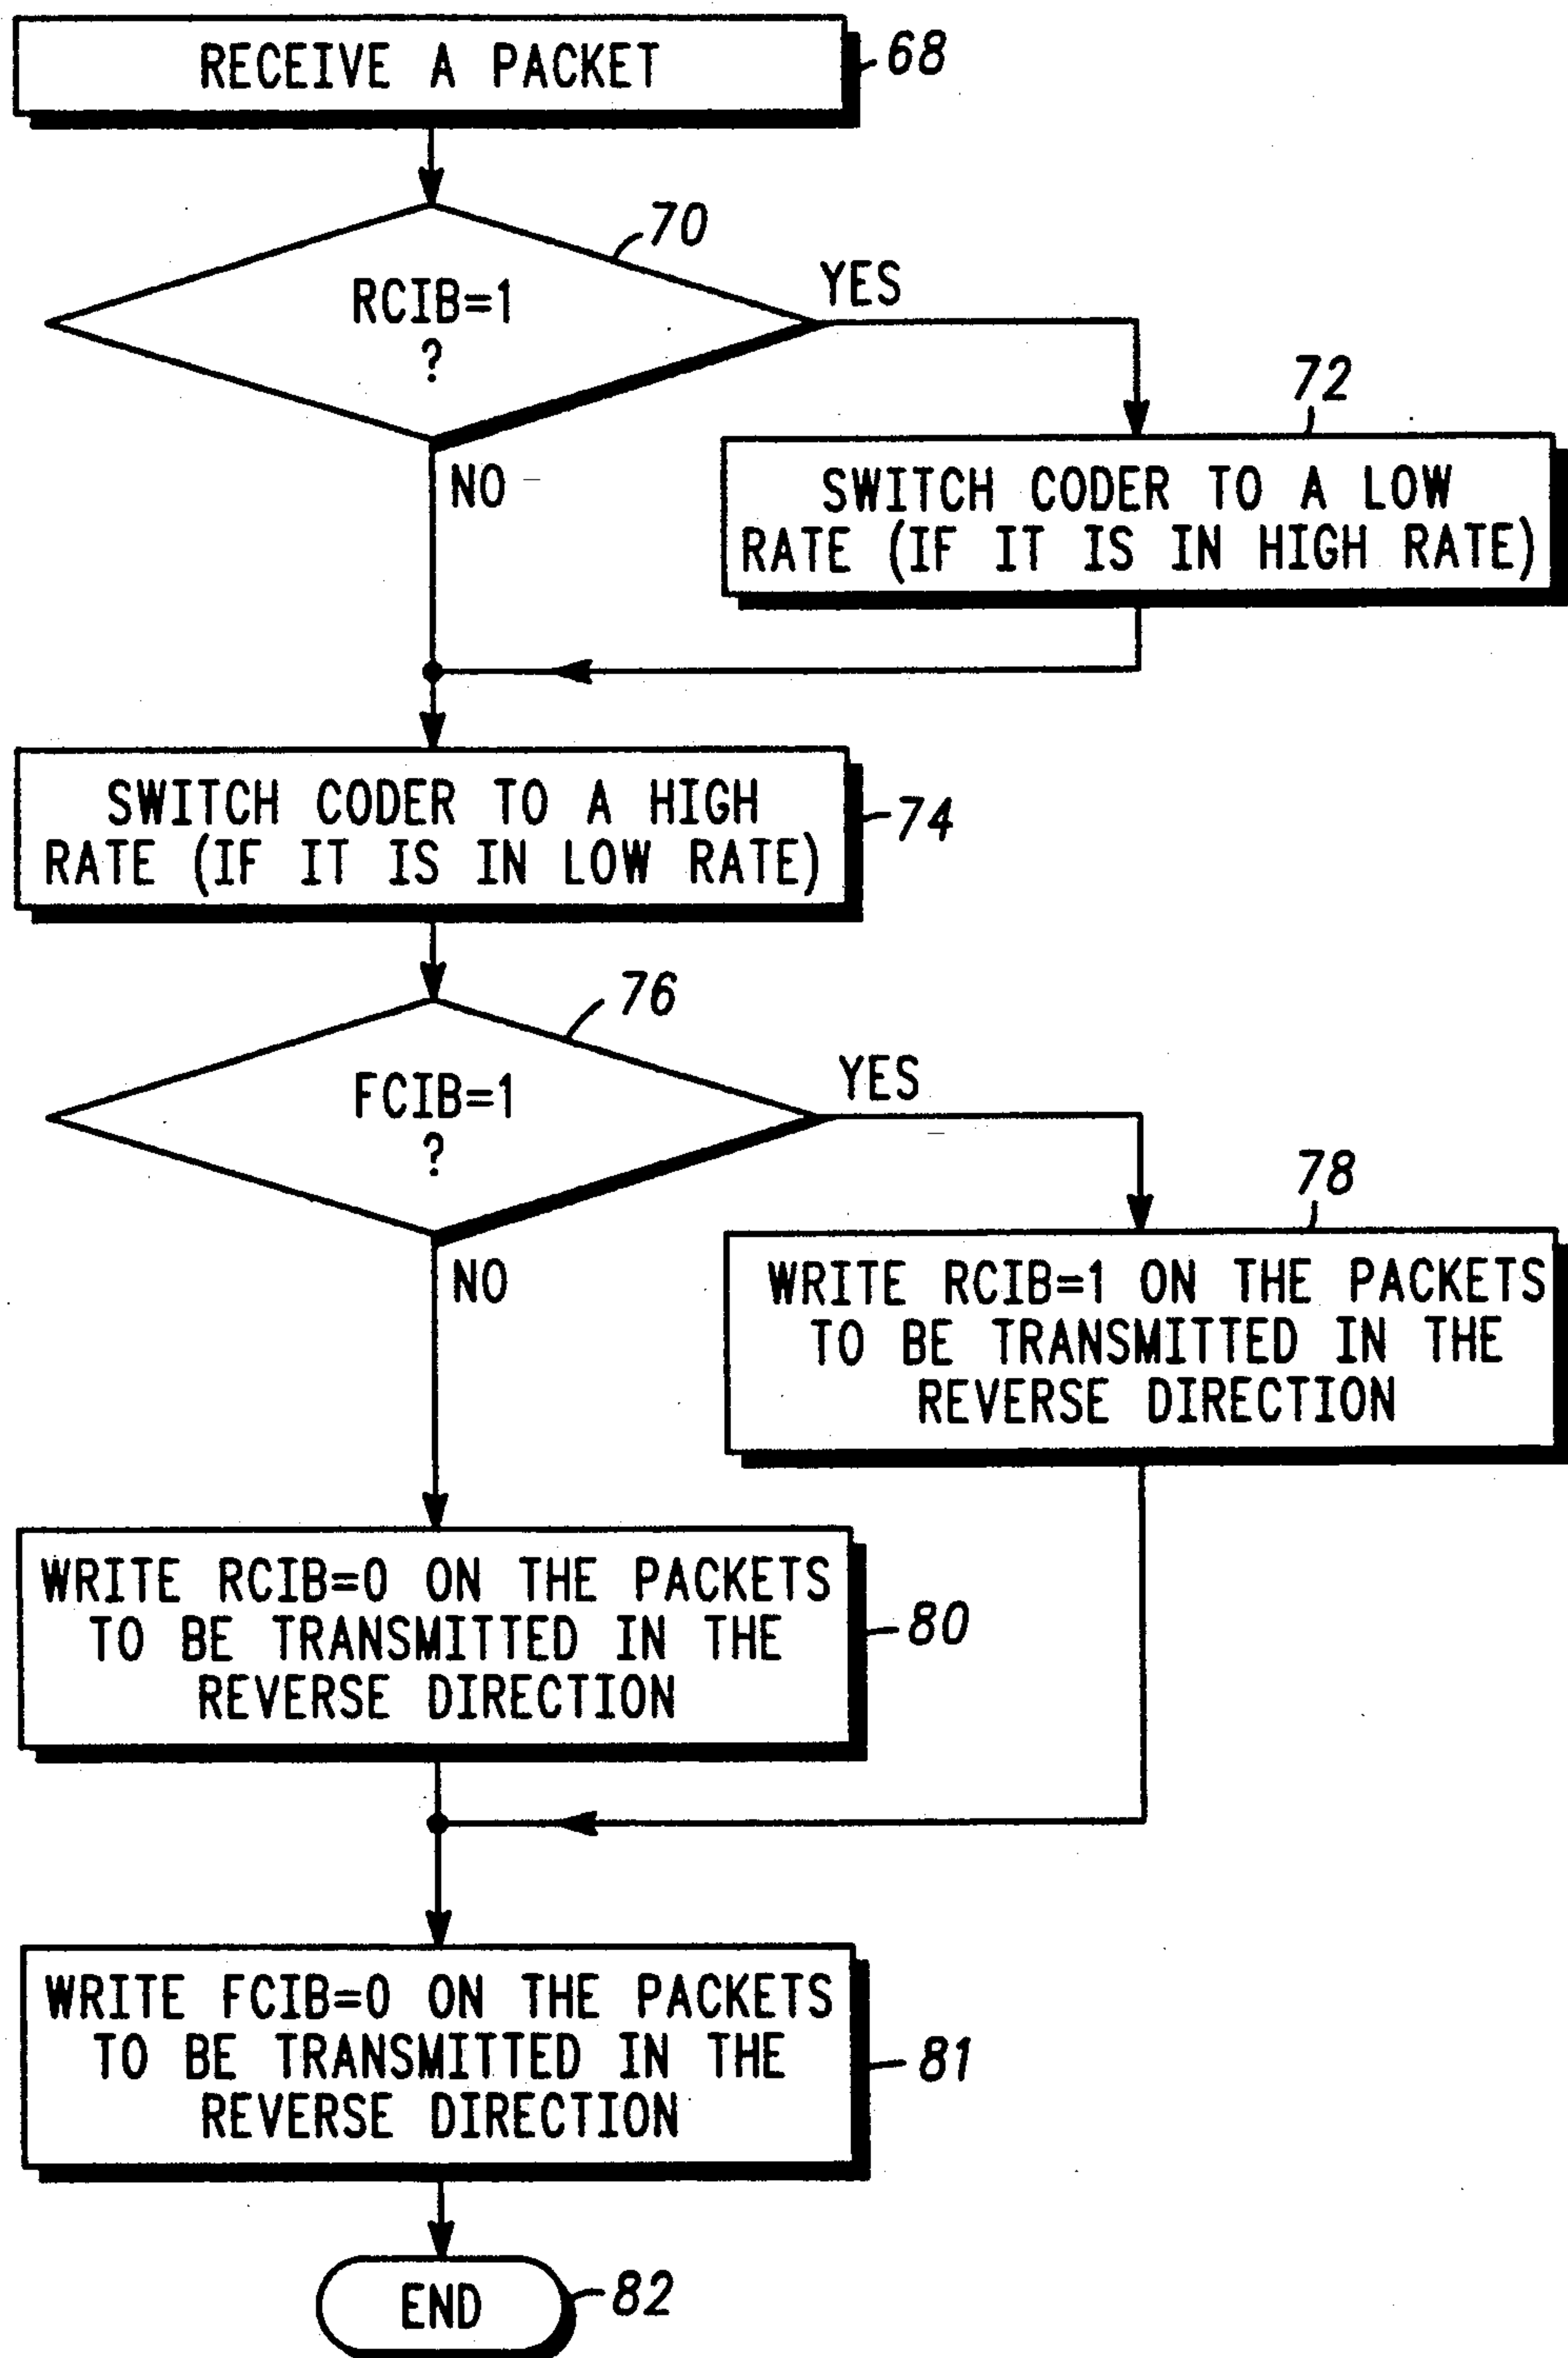 RECEIVE A PACKET
68
70
RCIB=1
?
YES
NO
72
SWITCH CODER TO A LOW
RATE (IF IT IS IN HIGH RATE)
SWITCH CODER TO A HIGH
RATE (IF IT IS IN LOW RATE)
74
76
FCIB=1
?
YES
NO
78
WRITE RCIB=1 ON THE PACKETS
TO BE TRANSMITTED IN THE
REVERSE DIRECTION
WRITE RCIB=0 ON THE PACKETS
TO BE TRANSMITTED IN THE
REVERSE DIRECTION
80
WRITE FCIB=0 ON THE PACKETS
TO BE TRANSMITTED IN THE
REVERSE DIRECTION
81
END
82